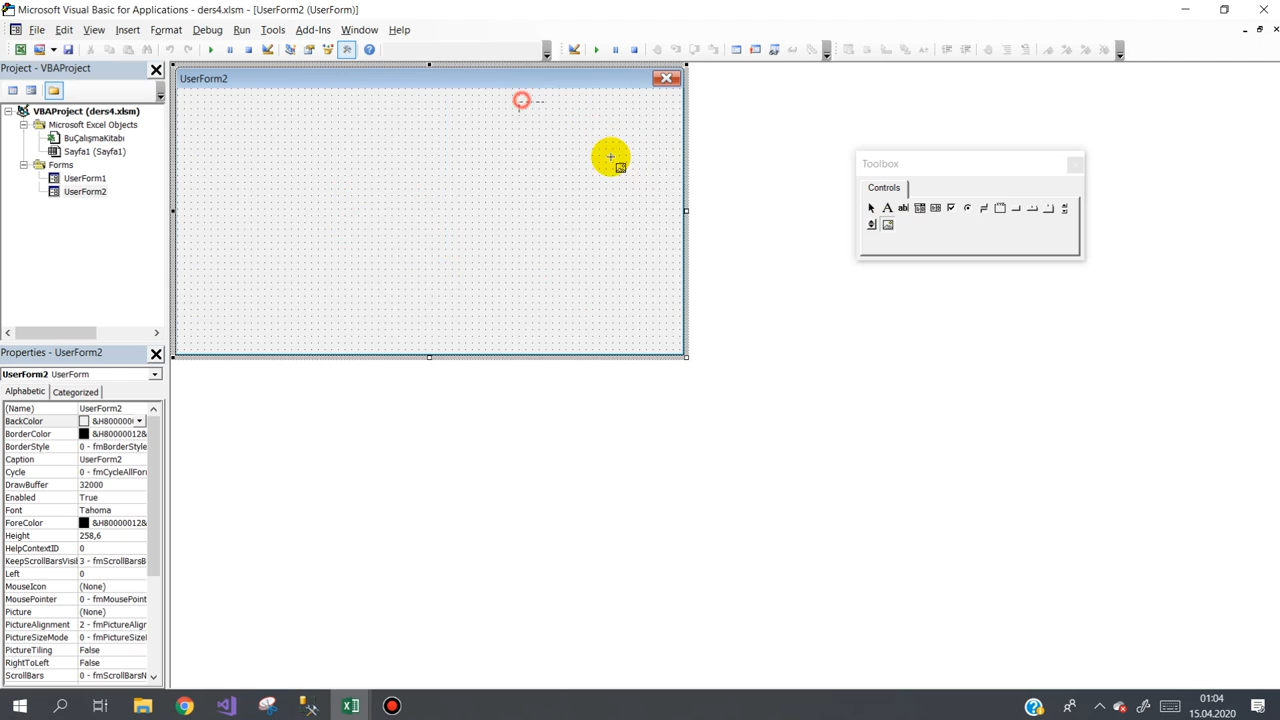 Microsoft Visual Basic for Applications - ders4.xlsm - [UserForm2 (UserForm)]
File Edit View Insert Format Debug Run Tools Add-Ins Window Help
Project - VBAProject
UserForm2
VBAProject (ders4.xlsm)
Microsoft Excel Objects
BuÇalışmaKitabı
Sayfa1 (Sayfa1)
Forms
UserForm1
UserForm2
Toolbox
Controls
A ab|
Properties - UserForm2
UserForm2 UserForm
Alphabetic Categorized
(Name) UserForm2
BackColor &H800000
BorderColor &H80000012&
BorderStyle 0 - fmBorderStyle
Caption UserForm2
Cycle 0 - fmCycleAllFor
DrawBuffer 32000
Enabled True
Font Tahoma
ForeColor &H80000012&
Height 258,6
HelpContextID 0
KeepScrollBarsVisi 3 - fmScrollBarsB
Left 0
MouseIcon (None)
MousePointer 0 - fmMousePoint
Picture (None)
PictureAlignment 2 - fmPictureAlig
PictureSizeMode 0 - fmPictureSiz
PictureTiling False
RightToLeft False
ScrollBars 0 - fmScrollBarsN
01:04
15.04.2020